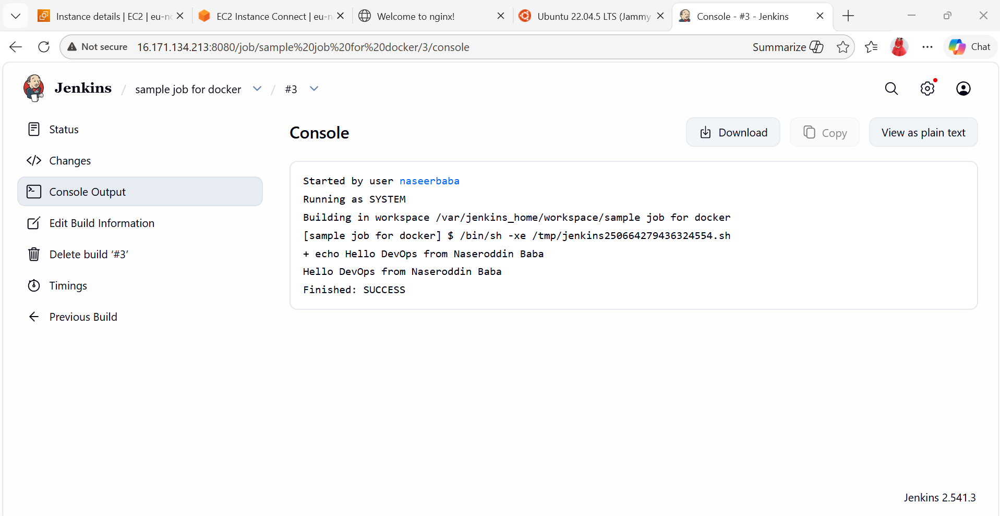 Instance details | EC2 | eu-no
EC2 Instance Connect | eu-n
Welcome to nginx!
Ubuntu 22.04.5 LTS (Jammy
Console - #3 - Jenkins
Not secure 16.171.134.213:8080/job/sample%20job%20for%20docker/3/console Summarize Chat
Jenkins / sample job for docker / #3
Status
Changes
Console Output
Edit Build Information
Delete build ‘#3’
Timings
Previous Build
Console
Download
Copy
View as plain text
Started by user naseerbaba
Running as SYSTEM
Building in workspace /var/jenkins_home/workspace/sample job for docker
[sample job for docker] $ /bin/sh -xe /tmp/jenkins250664279436324554.sh
+ echo Hello DevOps from Naseroddin Baba
Hello DevOps from Naseroddin Baba
Finished: SUCCESS
Jenkins 2.541.3